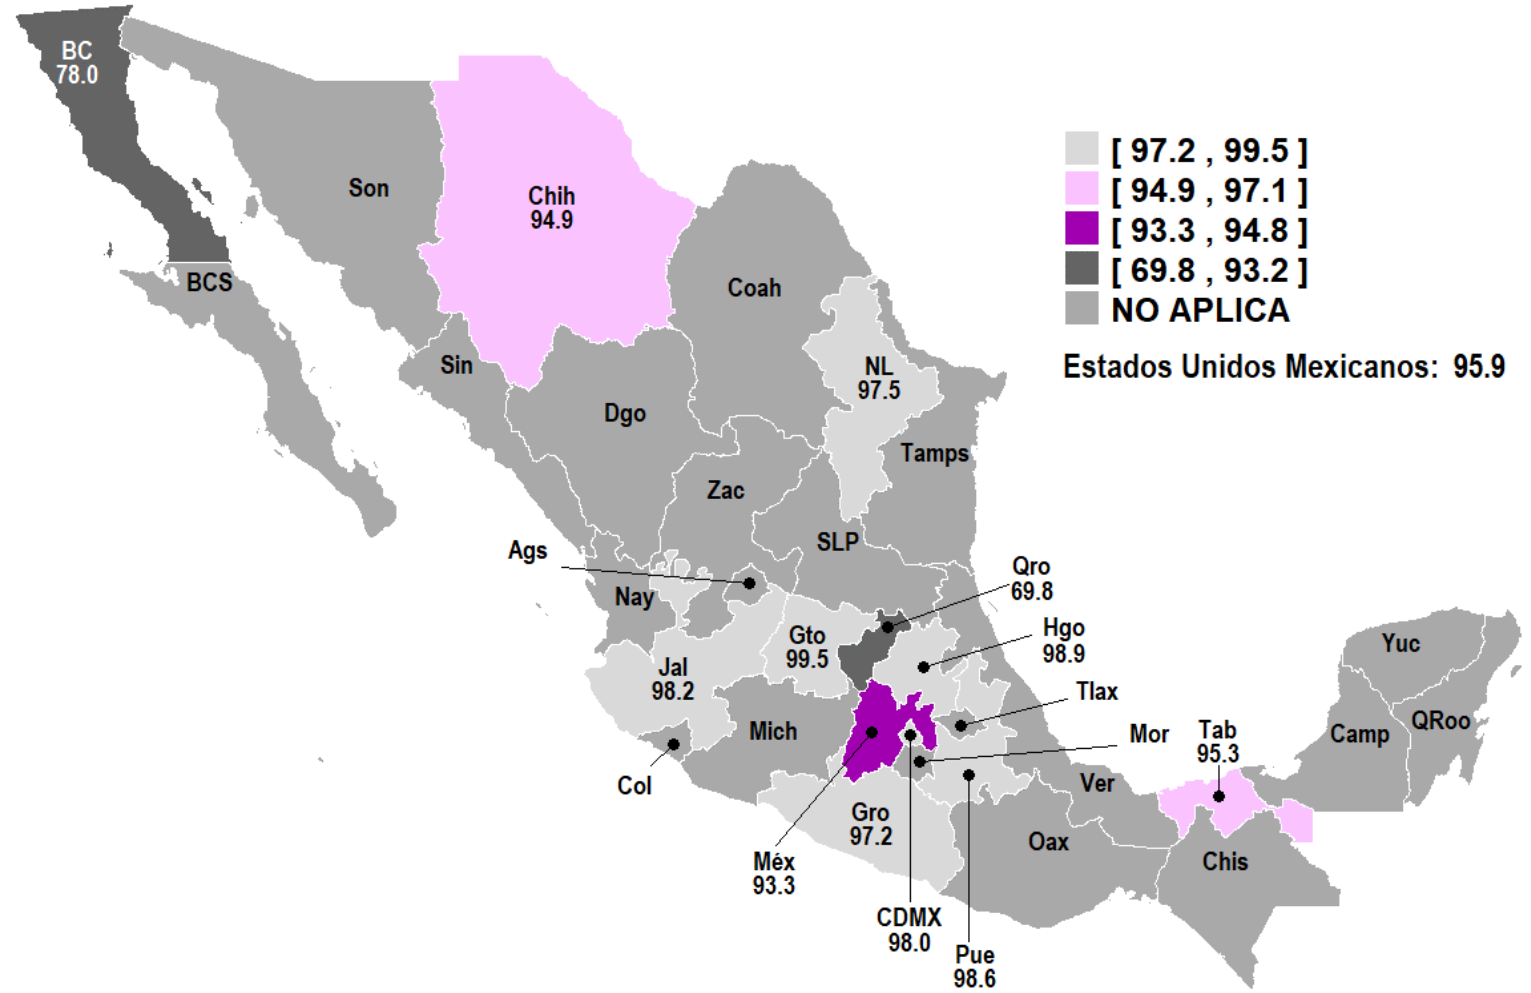 BC
78.0
[ 97.2 , 99.5 ]
[ 94.9 , 97.1 ]
[ 93.3 , 94.8 ]
[ 69.8 , 93.2 ]
NO APLICA
Estados Unidos Mexicanos: 95.9
Son
Chih
94.9
BCS
Coah
Sin
NL
97.5
Dgo
Tamps
Zac
SLP
Ags
Nay
Qro
69.8
Gto
99.5
Hgo
98.9
Jal
98.2
Tlax
Mich
Mor
Tab
95.3
Yuc
Camp
QRoo
Col
Ver
Gro
97.2
Oax
Chis
Méx
93.3
CDMX
98.0
Pue
98.6